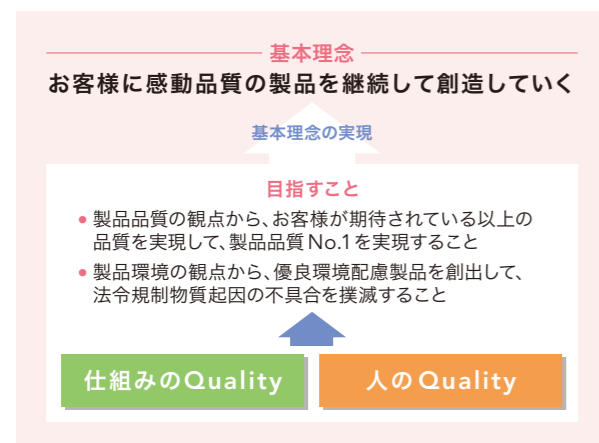 基本理念
お客様に感動品質の製品を継続して創造していく
基本理念の実現
目指すこと
● 製品品質の観点から、お客様が期待されている以上の
品質を実現して、製品品質No.1を実現すること
● 製品環境の観点から、優良環境配慮製品を創出して、
法令規制物質起因の不具合を撲滅すること
仕組みのQuality
人のQuality